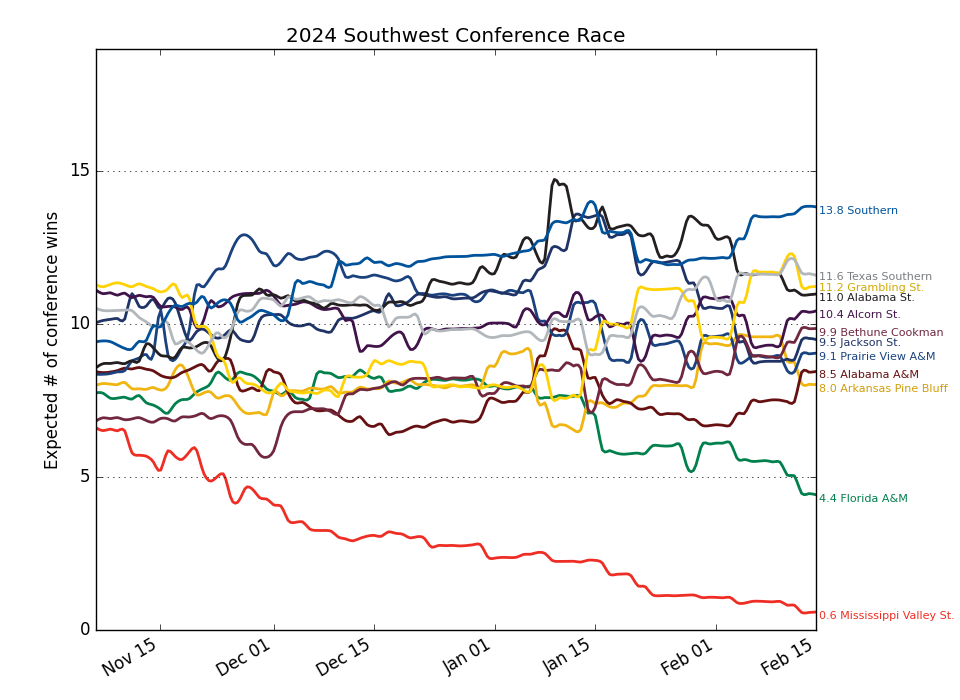 2024 Southwest Conference Race
Expected # of conference wins
15
10
5
0
Nov 15
Dec 01
Dec 15
Jan 01
Jan 15
Feb 01
Feb 15
13.8 Southern
11.6 Texas Southern
11.2 Grambling St.
11.0 Alabama St.
10.4 Alcorn St.
9.9 Bethune Cookman
9.5 Jackson St.
9.1 Prairie View A&M
8.5 Alabama A&M
8.0 Arkansas Pine Bluff
4.4 Florida A&M
0.6 Mississippi Valley St.